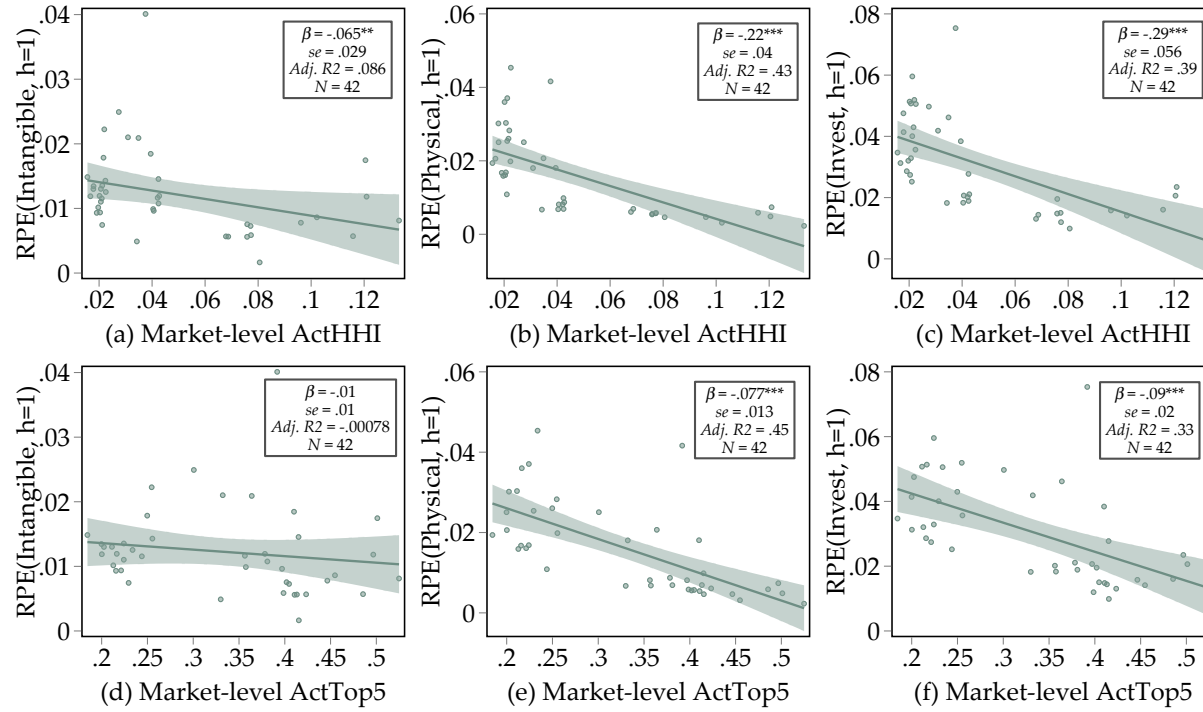 RPE(Intangible, h=1)
.04
.03
.02
.01
0
β = -.065**
se = .029
Adj. R2 = .086
N = 42
.02 .04 .06 .08 .1 .12
(a) Market-level ActHHI
RPE(Physical, h=1)
.06
.04
.02
0
β = -.22***
se = .04
Adj. R2 = .43
N = 42
.02 .04 .06 .08 .1 .12
(b) Market-level ActHHI
RPE(Invest, h=1)
.08
.06
.04
.02
0
β = -.29***
se = .056
Adj. R2 = .39
N = 42
.02 .04 .06 .08 .1 .12
(c) Market-level ActHHI
RPE(Intangible, h=1)
.04
.03
.02
.01
0
β = -.01
se = .01
Adj. R2 = -.00078
N = 42
.2 .25 .3 .35 .4 .45 .5
(d) Market-level ActTop5
RPE(Physical, h=1)
.06
.04
.02
0
β = -.077***
se = .013
Adj. R2 = .45
N = 42
.2 .25 .3 .35 .4 .45 .5
(e) Market-level ActTop5
RPE(Invest, h=1)
.08
.06
.04
.02
0
β = -.09***
se = .02
Adj. R2 = .33
N = 42
.2 .25 .3 .35 .4 .45 .5
(f) Market-level ActTop5